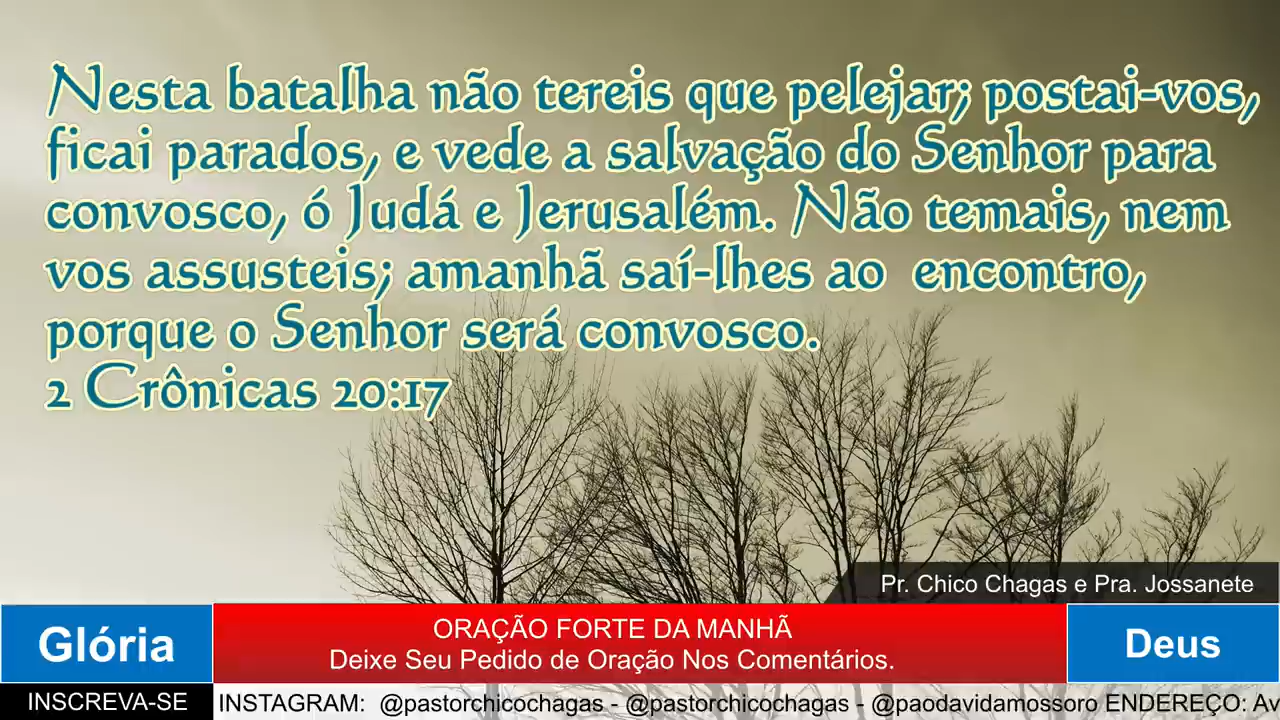 Nesta batalha não tereis que pelejar; postai-vos,
ficai parados, e vede a salvação do Senhor para
convosco, ó Judá e Jerusalém. Não temais, nem
vos assusteis; amanhã saí-lhes ao encontro,
porque o Senhor será convosco.
2 Crônicas 20:17
Pr. Chico Chagas e Pra. Jossanete
Glória
ORAÇÃO FORTE DA MANHÃ
Deixe Seu Pedido de Oração Nos Comentários.
Deus
INSCREVA-SE
INSTAGRAM: @pastorchicochagas - @pastorchicochagas - @paodavidamossoro ENDEREÇO: Av